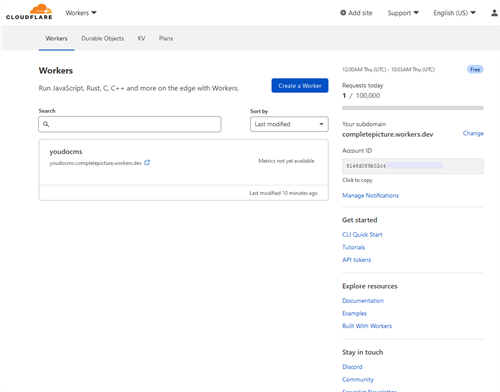 CLOUDFLARE
Workers
Add site
Support
English (US)
Workers
Durable Objects
KV
Plans
Workers
Run JavaScript, Rust, C, C++ and more on the edge with Workers.
Create a Worker
Search
Sort by
Last modified
youdocms
youdocms.completepicture.workers.dev
Metrics not yet available
Last modified 10 minutes ago
12:00AM Thu (UTC) - 10:03AM Thu (UTC)
Free
Requests today
1 / 100,000
Your subdomain
completepicture.workers.dev
Change
Account ID
Click to copy
Manage Notifications
Get started
CLI Quick Start
Tutorials
API tokens
Explore resources
Documentation
Examples
Built With Workers
Stay in touch
Discord
Community